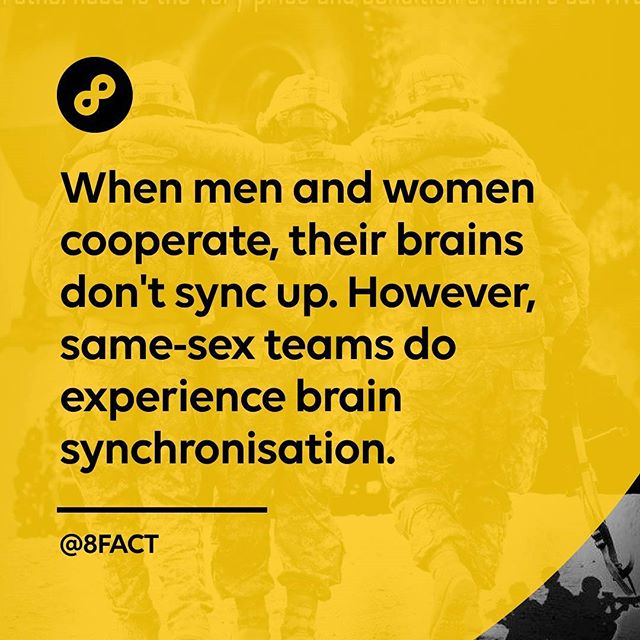 When men and women
cooperate, their brains
don't sync up. However,
same-sex teams do
experience brain
synchronisation.
@8FACT